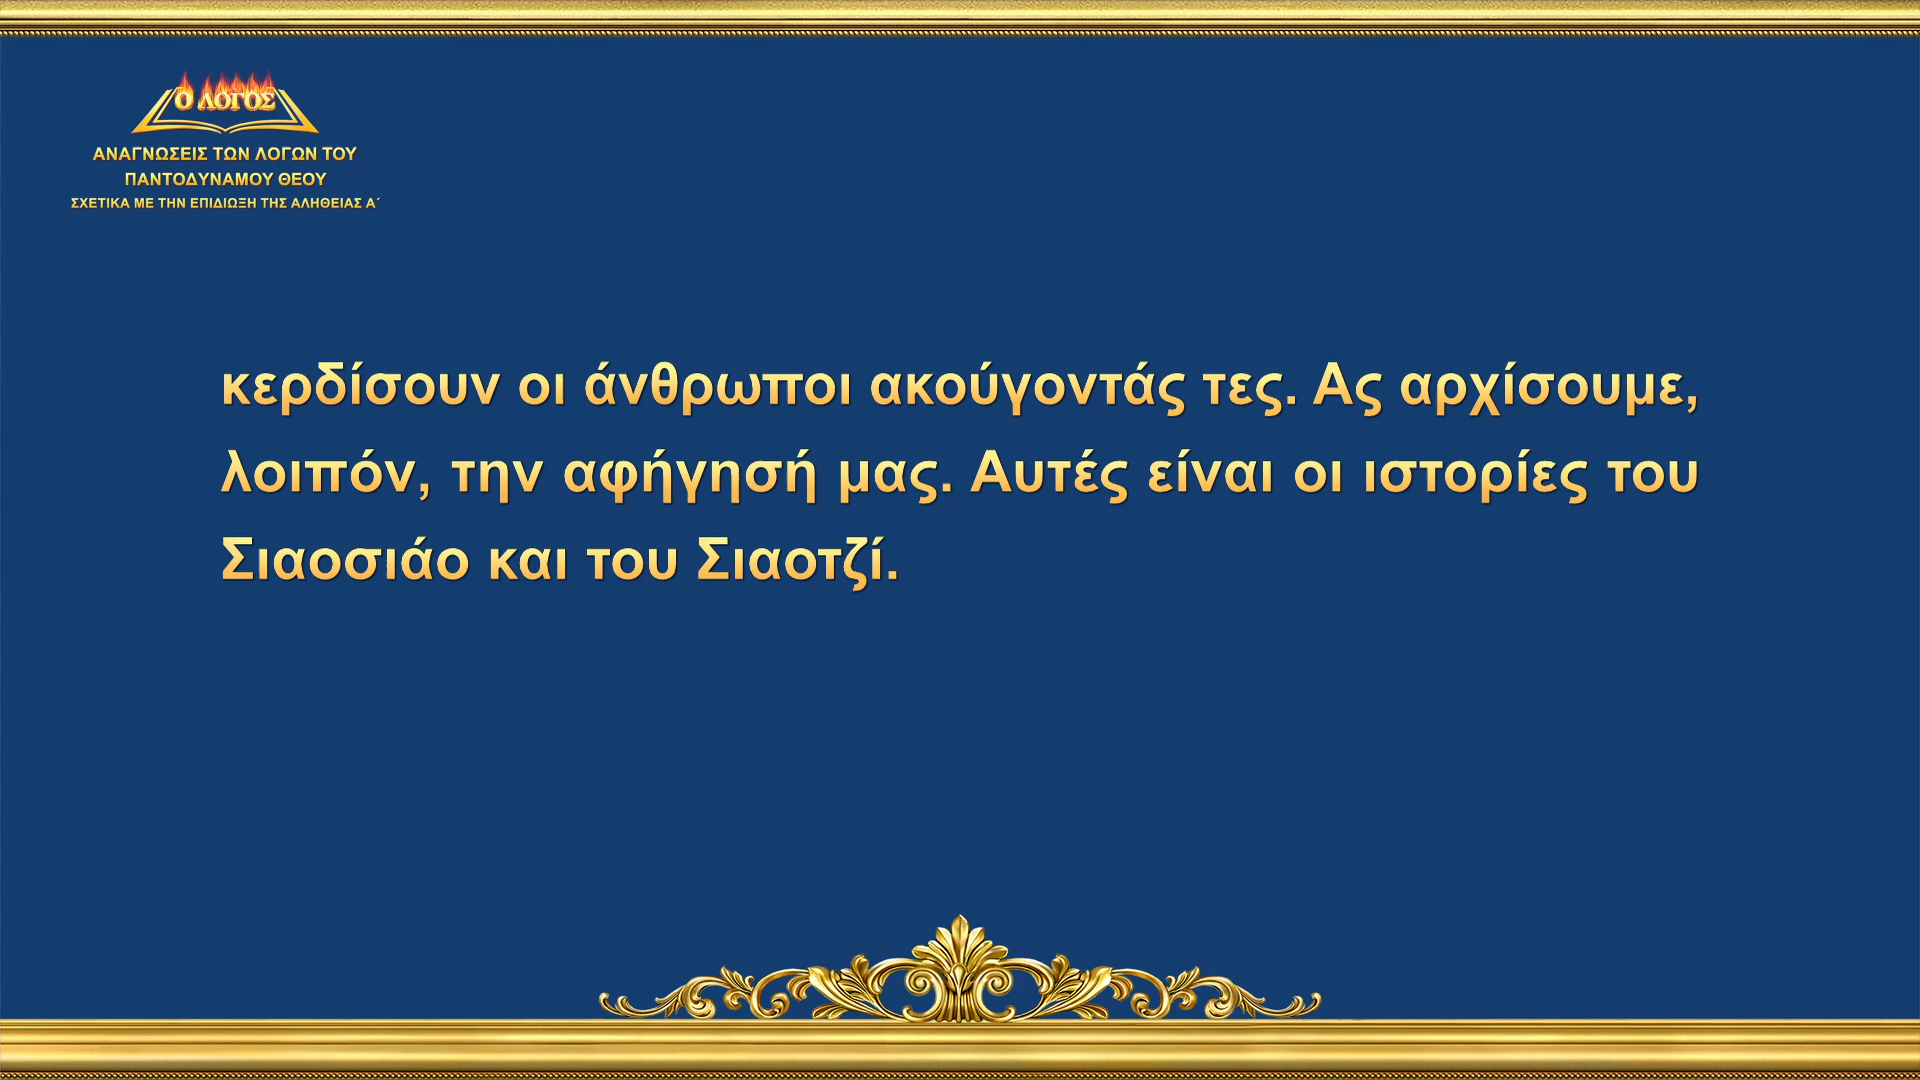 Ο ΛΟΓΟΣ
ΑΝΑΓΝΩΣΕΙΣ ΤΩΝ ΛΟΓΩΝ ΤΟΥ
ΠΑΝΤΟΔΥΝΑΜΟΥ ΘΕΟΥ
ΣΧΕΤΙΚΑ ΜΕ ΤΗΝ ΕΠΙΔΙΩΞΗ ΤΗΣ ΑΛΗΘΕΙΑΣ Α΄
κερδίσουν οι άνθρωποι ακούγοντάς τες. Ας αρχίσουμε,
λοιπόν, την αφήγησή μας. Αυτές είναι οι ιστορίες του
Σιαοσιάο και του Σιαοτζί.